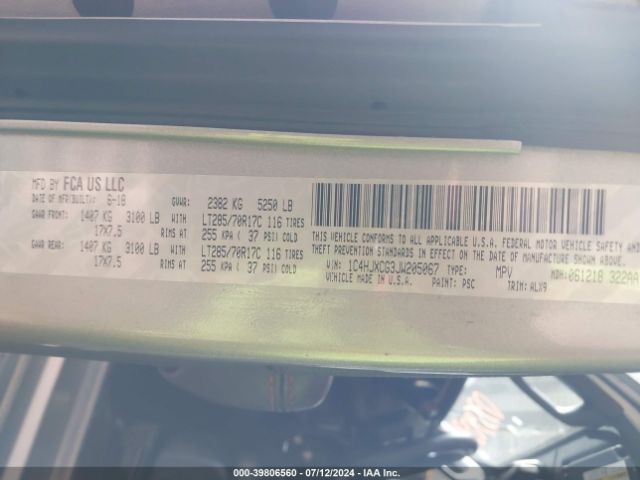 MFD BY FCA US LLC
DATE OF MFR(BUILT): 6-18 GVWR: 2382 KG 5250 LB
GAWR FRONT: 1407 KG 3100 LB WITH LT285/70R17C 116 TIRES
17X7.5 RIMS AT 255 KPA ( 37 PSI) COLD
GAWR REAR: 1407 KG 3100 LB WITH LT285/70R17C 116 TIRES
17X7.5 RIMS AT 255 KPA ( 37 PSI) COLD
THIS VEHICLE CONFORMS TO ALL APPLICABLE U.S.A. FEDERAL MOTOR VEHICLE SAFETY AND
THEFT PREVENTION STANDARDS IN EFFECT ON THE DATE OF MANUFACTURE SHOWN ABOVE.
VIN: 1C4HJXCG3JW205067 TYPE: MPV MDH: 061218 322AA
VEHICLE MADE IN U.S.A. PAINT: PSC TRIM: ALX9
000-39806560 - 07/12/2024 - IAA Inc.